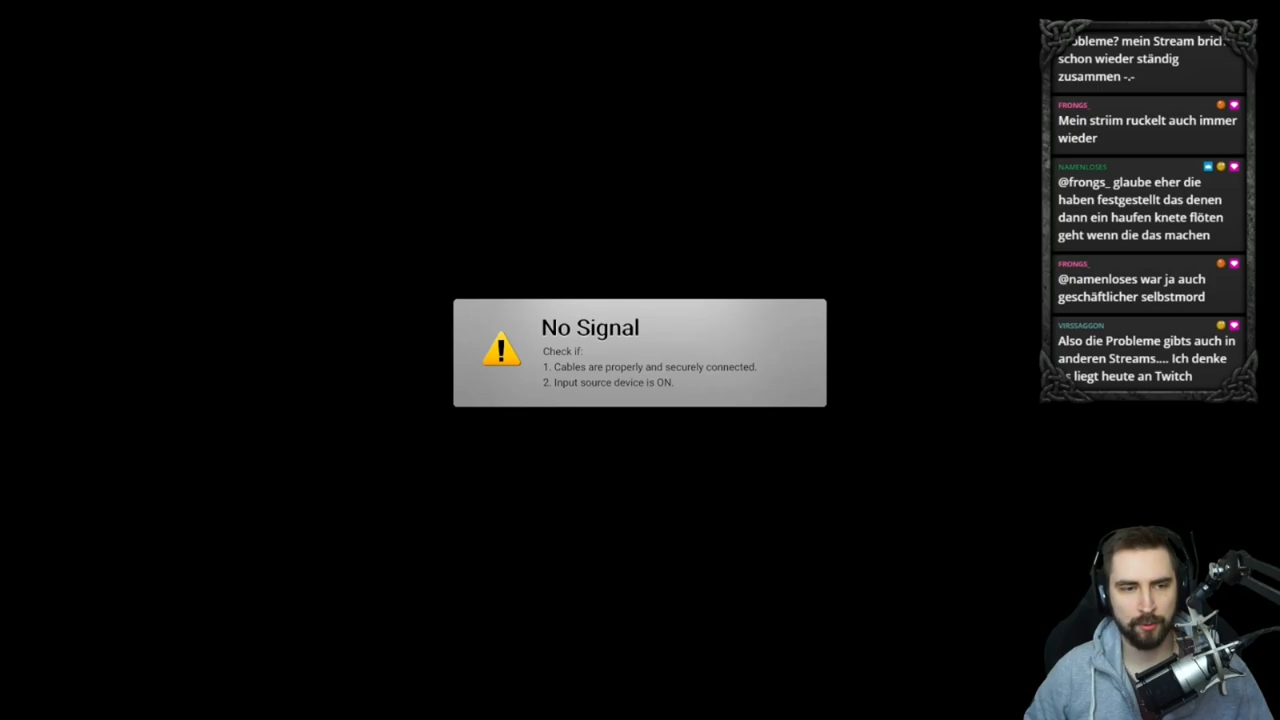 No Signal
Check if:
1. Cables are properly and securely connected.
2. Input source device is ON.
mein Stream
schon wieder ständig
zusammen -.-
FRONGS_
Mein striim ruckelt auch immer
wieder
NAMENLOSES
@frongs_ glaube eher die
haben festgestellt das denen
dann ein haufen knete flöten
geht wenn die das machen
FRONGS_
@namenloses war ja auch
geschäftlicher selbstmord
VIRSSAGGON
Also die Probleme gibts auch in
anderen Streams.... Ich denke
liegt heute an Twitch